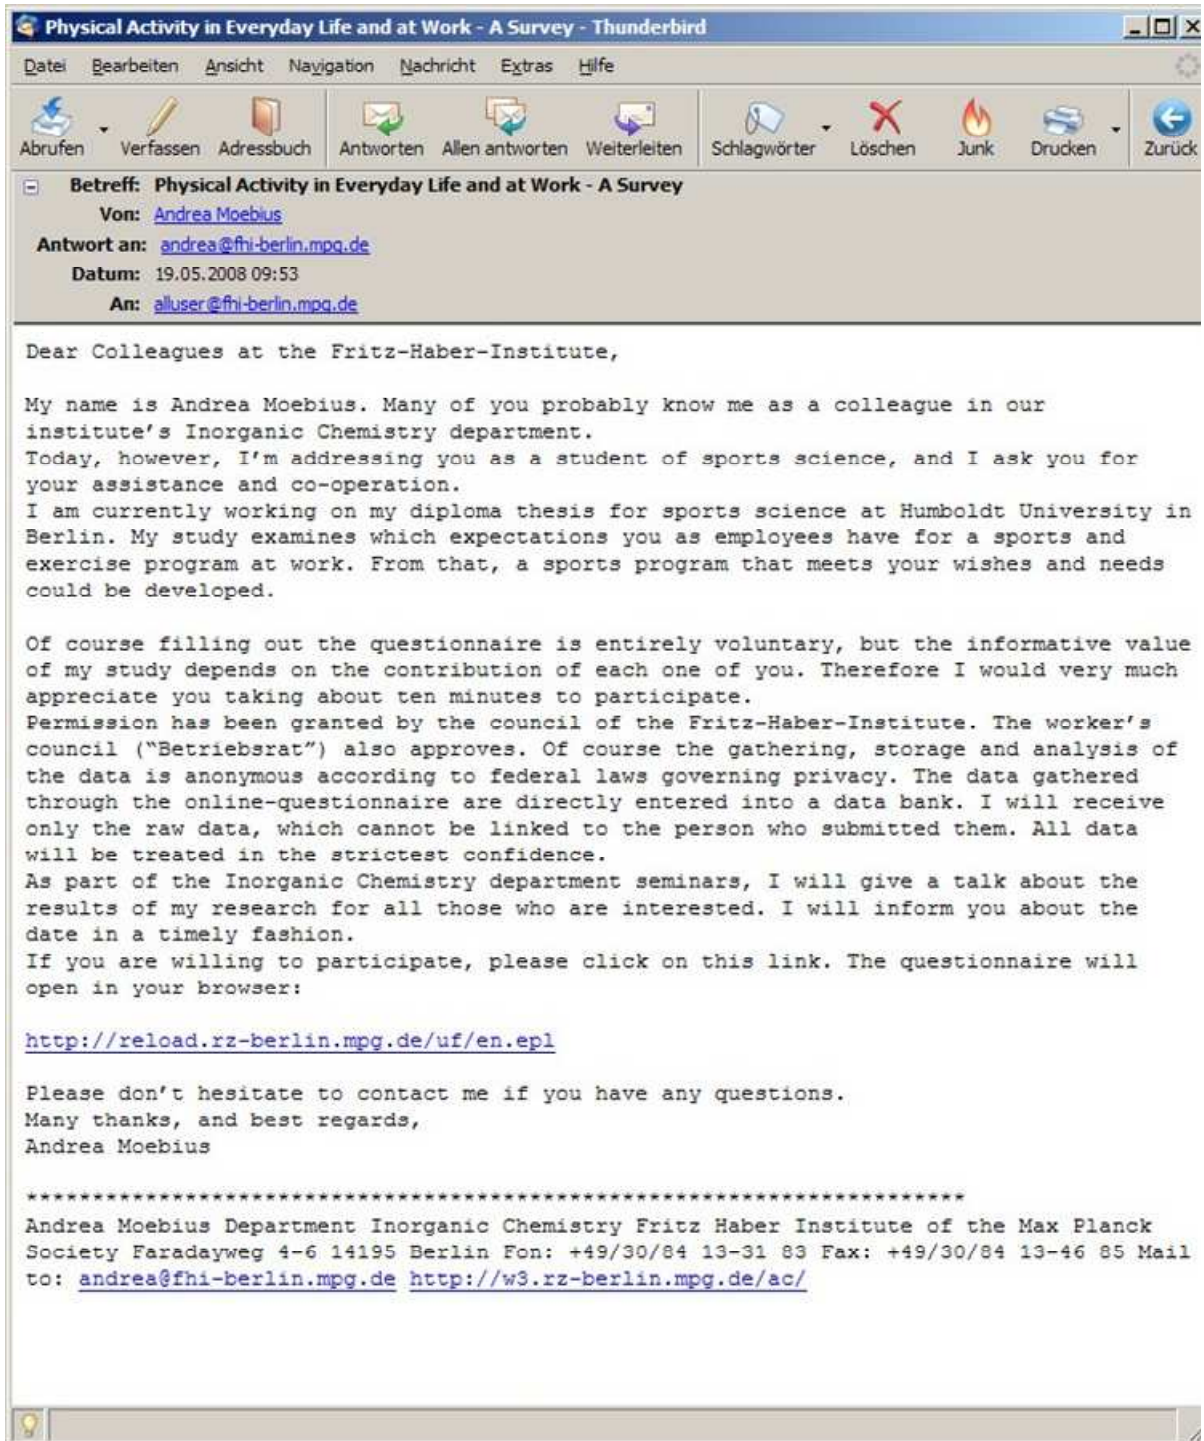 Physical Activity in Everyday Life and at Work - A Survey - Thunderbird
Datei Bearbeiten Ansicht Navigation Nachricht Extras Hilfe
Abrufen Verfassen Adressbuch Antworten Allen antworten Weiterleiten Schlagwörter Löschen Junk Drucken Zurück
Betreff: Physical Activity in Everyday Life and at Work - A Survey
Von: Andrea Moebius
Antwort an: andrea@fhi-berlin.mpg.de
Datum: 19.05.2008 09:53
An: alluser@fhi-berlin.mpg.de
Dear Colleagues at the Fritz-Haber-Institute,
My name is Andrea Moebius. Many of you probably know me as a colleague in our
institute's Inorganic Chemistry department.
Today, however, I'm addressing you as a student of sports science, and I ask you for
your assistance and co-operation.
I am currently working on my diploma thesis for sports science at Humboldt University in
Berlin. My study examines which expectations you as employees have for a sports and
exercise program at work. From that, a sports program that meets your wishes and needs
could be developed.
Of course filling out the questionnaire is entirely voluntary, but the informative value
of my study depends on the contribution of each one of you. Therefore I would very much
appreciate you taking about ten minutes to participate.
Permission has been granted by the council of the Fritz-Haber-Institute. The worker's
council ("Betriebsrat") also approves. Of course the gathering, storage and analysis of
the data is anonymous according to federal laws governing privacy. The data gathered
through the online-questionnaire are directly entered into a data bank. I will receive
only the raw data, which cannot be linked to the person who submitted them. All data
will be treated in the strictest confidence.
As part of the Inorganic Chemistry department seminars, I will give a talk about the
results of my research for all those who are interested. I will inform you about the
date in a timely fashion.
If you are willing to participate, please click on this link. The questionnaire will
open in your browser:
http://reload.rz-berlin.mpg.de/uf/en.epl
Please don't hesitate to contact me if you have any questions.
Many thanks, and best regards,
Andrea Moebius
***********************************************************************
Andrea Moebius Department Inorganic Chemistry Fritz Haber Institute of the Max Planck
Society Faradayweg 4-6 14195 Berlin Fon: +49/30/84 13-31 83 Fax: +49/30/84 13-46 85 Mail
to: andrea@fhi-berlin.mpg.de http://w3.rz-berlin.mpg.de/ac/